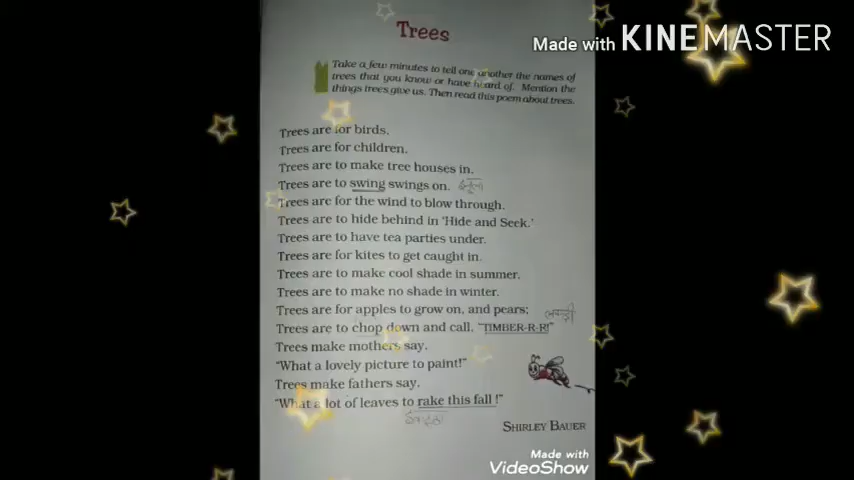 Trees
Made with KINEMASTER
Take a few minutes to tell one another the names of
trees that you know or have heard of. Mention the
things trees give us. Then read this poem about trees.
Trees are for birds.
Trees are for children.
Trees are to make tree houses in.
Trees are to swing swings on. झूला
Trees are for the wind to blow through.
Trees are to hide behind in ‘Hide and Seek.’
Trees are to have tea parties under.
Trees are for kites to get caught in.
Trees are to make cool shade in summer.
Trees are to make no shade in winter.
Trees are for apples to grow on, and pears;
Trees are to chop down and call, “TIMBER-R-R!”
Trees make mothers say,
“What a lovely picture to paint!”
Trees make fathers say,
“What a lot of leaves to rake this fall !”
SHIRLEY BAUER
Made with
VideoShow